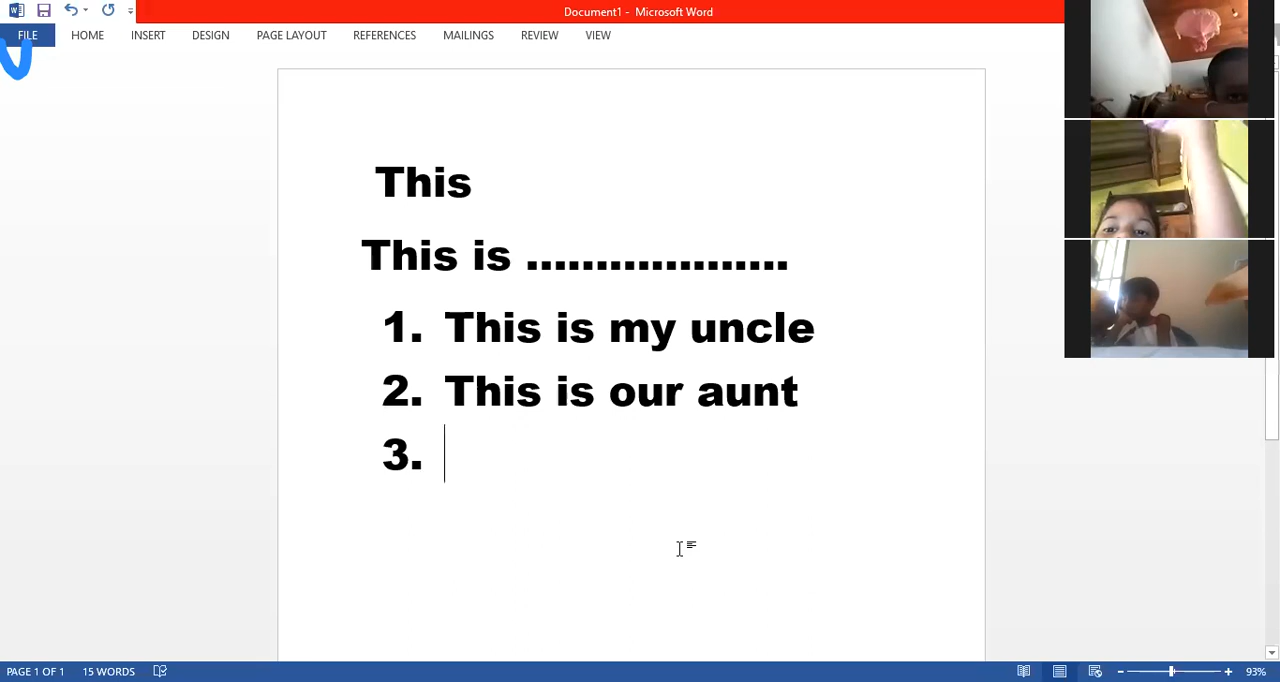 Document1 - Microsoft Word
FILE HOME INSERT DESIGN PAGE LAYOUT REFERENCES MAILINGS REVIEW VIEW
This
This is ...................
1. This is my uncle
2. This is our aunt
3.
PAGE 1 OF 1 15 WORDS 93%